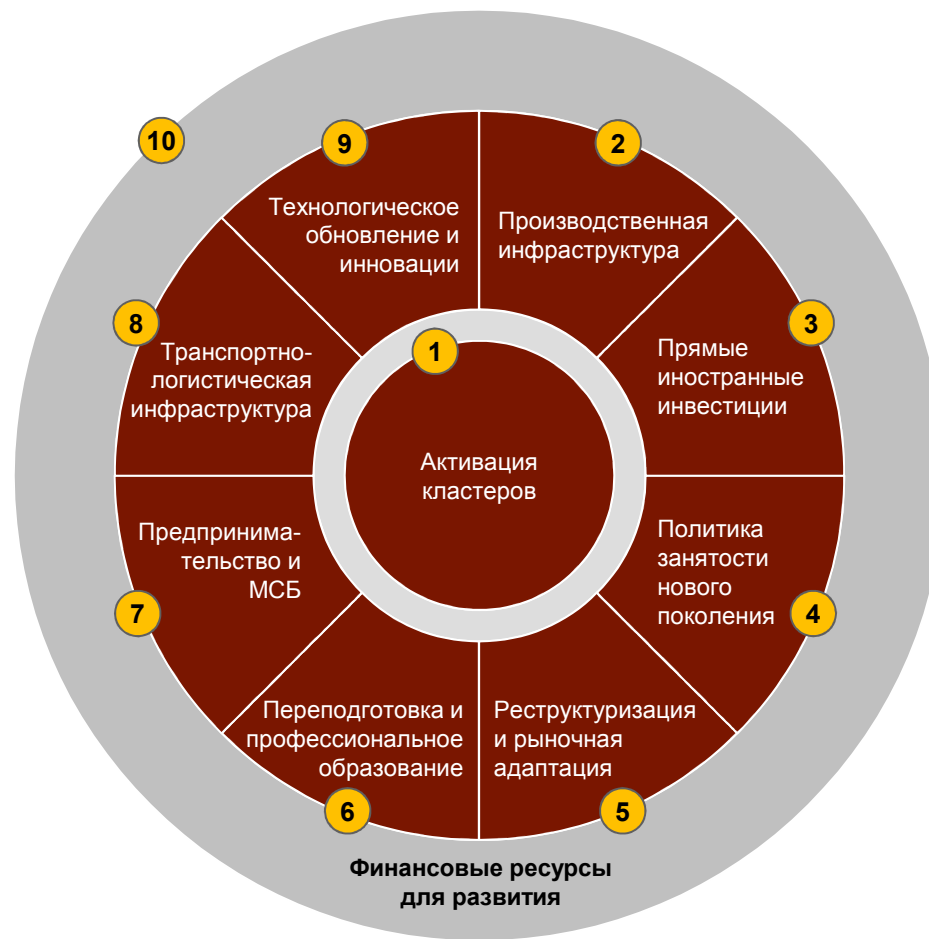 10
9
2
Технологическое
обновление и
инновации
Производственная
инфраструктура
8
3
Транспортно-
логистическая
инфраструктура
1
Прямые
иностранные
инвестиции
Активация
кластеров
Предпринима-
тельство и
МСБ
7
Политика
занятости
нового
поколения
4
Переподготовка и
профессиональное
образование
6
Реструктуризация
и рыночная
адаптация
5
Финансовые ресурсы
для развития